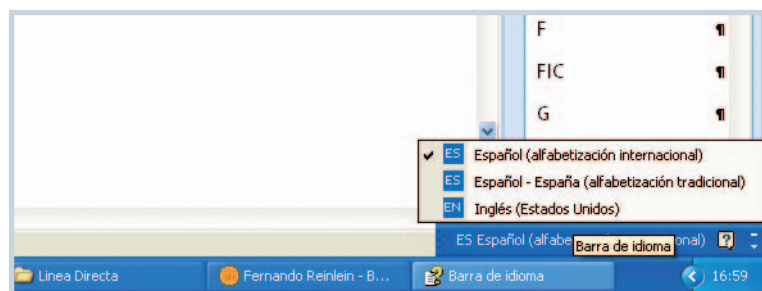 F ¶
FIC ¶
G ¶
✔ ES Español (alfabetización internacional)
ES Español - España (alfabetización tradicional)
EN Inglés (Estados Unidos)
ES Español (alfabe onal)
Barra de idioma
Linea Directa
Fernando Reinlein - B...
Barra de idioma
16:59